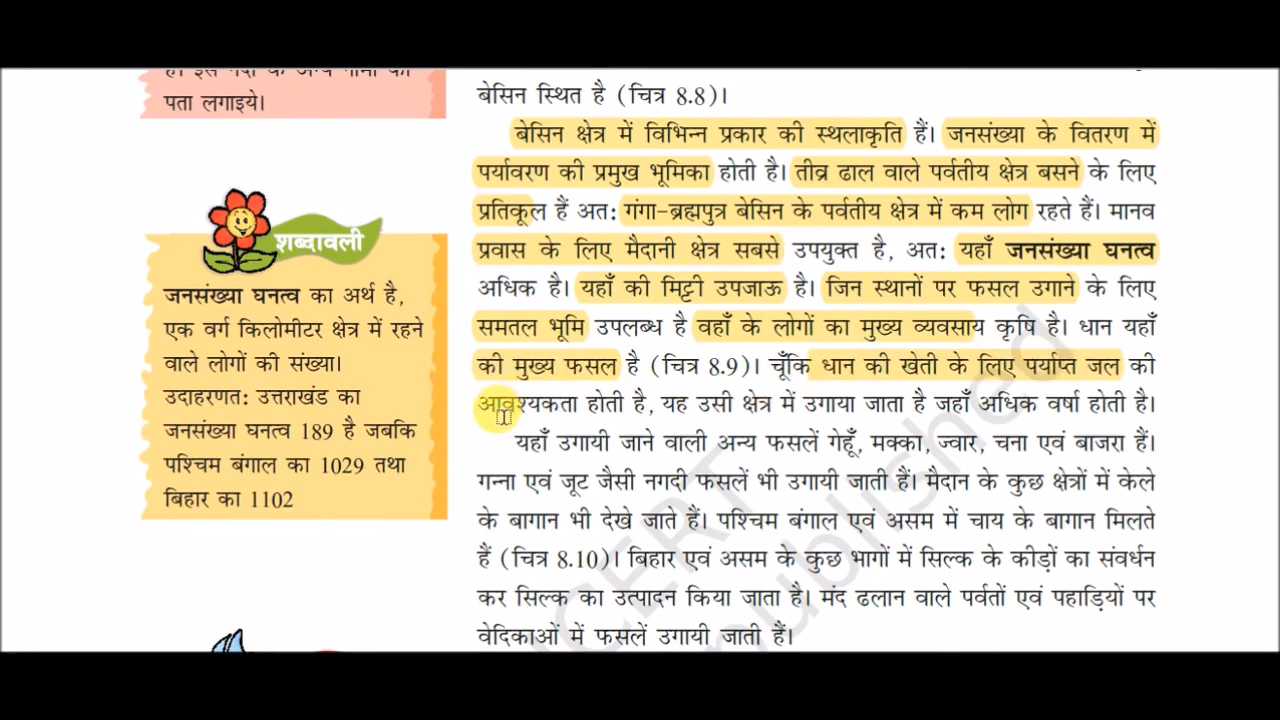 पता लगाइये।
शब्दावली
जनसंख्या घनत्व का अर्थ है,
एक वर्ग किलोमीटर क्षेत्र में रहने
वाले लोगों की संख्या।
उदाहरणत: उत्तराखंड का
जनसंख्या घनत्व 189 है जबकि
पश्चिम बंगाल का 1029 तथा
बिहार का 1102
बेसिन स्थित है (चित्र 8.8)।
बेसिन क्षेत्र में विभिन्न प्रकार की स्थलाकृति हैं। जनसंख्या के वितरण में
पर्यावरण की प्रमुख भूमिका होती है। तीव्र ढाल वाले पर्वतीय क्षेत्र बसने के लिए
प्रतिकूल हैं अत: गंगा-ब्रह्मपुत्र बेसिन के पर्वतीय क्षेत्र में कम लोग रहते हैं। मानव
प्रवास के लिए मैदानी क्षेत्र सबसे उपयुक्त है, अत: यहाँ जनसंख्या घनत्व
अधिक है। यहाँ की मिट्टी उपजाऊ है। जिन स्थानों पर फसल उगाने के लिए
समतल भूमि उपलब्ध है वहाँ के लोगों का मुख्य व्यवसाय कृषि है। धान यहाँ
की मुख्य फसल है (चित्र 8.9)। चूँकि धान की खेती के लिए पर्याप्त जल की
आवश्यकता होती है, यह उसी क्षेत्र में उगाया जाता है जहाँ अधिक वर्षा होती है।
यहाँ उगायी जाने वाली अन्य फसलें गेहूँ, मक्का, ज्वार, चना एवं बाजरा हैं।
गन्ना एवं जूट जैसी नगदी फसलें भी उगायी जाती हैं। मैदान के कुछ क्षेत्रों में केले
के बागान भी देखे जाते हैं। पश्चिम बंगाल एवं असम में चाय के बागान मिलते
हैं (चित्र 8.10)। बिहार एवं असम के कुछ भागों में सिल्क के कीड़ों का संवर्धन
कर सिल्क का उत्पादन किया जाता है। मंद ढलान वाले पर्वतों एवं पहाड़ियों पर
वेदिकाओं में फसलें उगायी जाती हैं।
NCERT
published